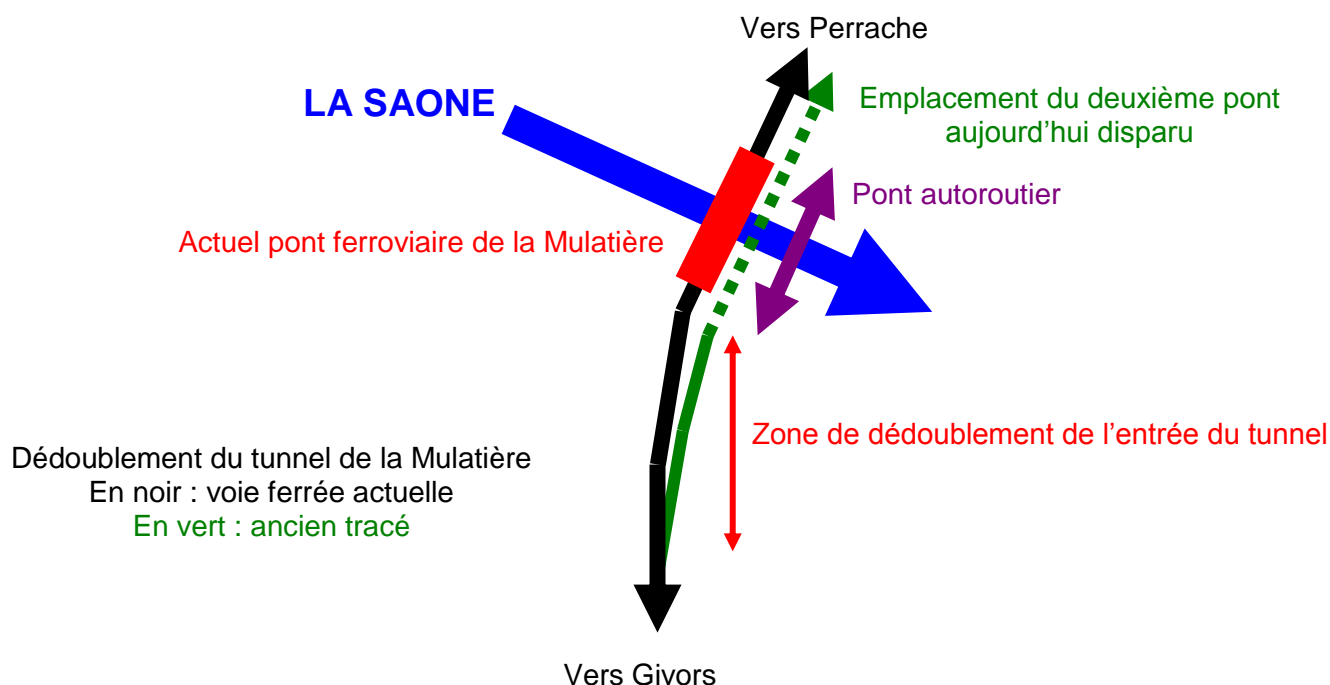 Vers Perrache
LA SAONE
Emplacement du deuxième pont
aujourd’hui disparu
Pont autoroutier
Actuel pont ferroviaire de la Mulatière
Zone de dédoublement de l’entrée du tunnel
Dédoublement du tunnel de la Mulatière
En noir : voie ferrée actuelle
En vert : ancien tracé
Vers Givors